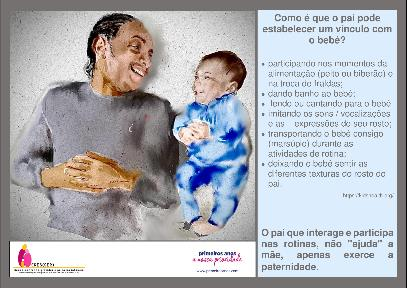 Como é que o pai pode
estabelecer um vínculo com
o bebé?
• participando nos momentos da
alimentação (peito ou biberão) e
na troca de fraldas;
• dando banho ao bebé;
• lendo ou cantando para o bebé
• imitando os sons / vocalizações
e as expressões do seu rosto;
• transportando o bebé consigo
(marsúpio) durante as
atividades de rotina;
• deixando o bebé sentir as
diferentes texturas do rosto do
pai.
O pai que interage e participa
nas rotinas, não "ajuda" a
mãe, apenas exerce a
paternidade.
primeiros anos
a nossa prioridade